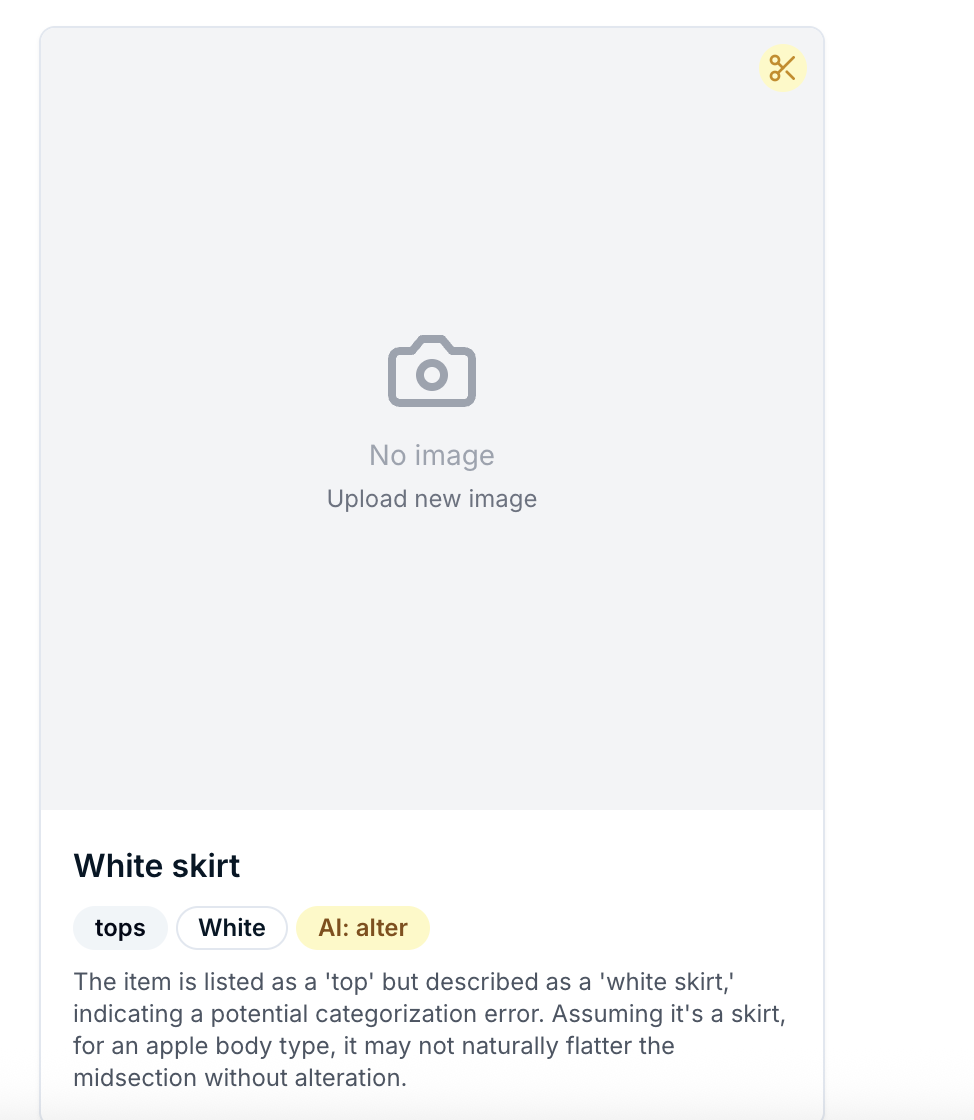 No image
Upload new image
White skirt
tops White AI: alter
The item is listed as a 'top' but described as a 'white skirt,'
indicating a potential categorization error. Assuming it's a skirt,
for an apple body type, it may not naturally flatter the
midsection without alteration.